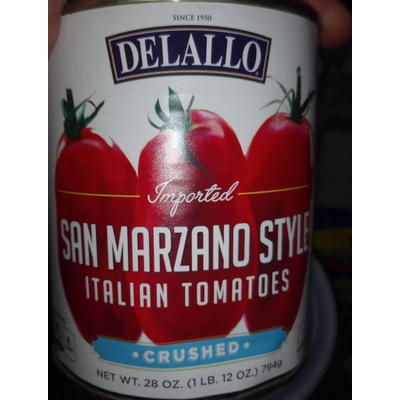 SINCE 1950
DELALLO
Imported
SAN MARZANO STYLE
ITALIAN TOMATOES
• CRUSHED •
NET WT. 28 OZ. (1 LB. 12 OZ.) 794g